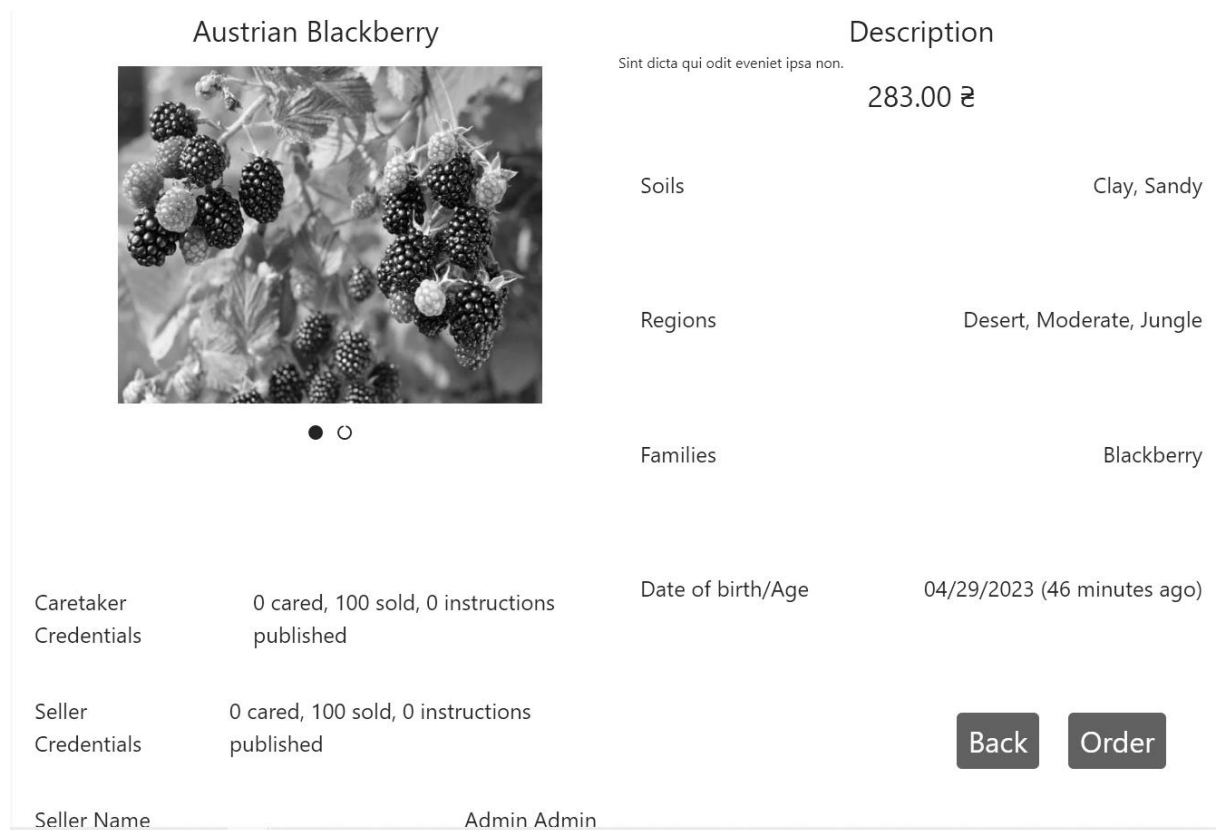 Austrian Blackberry
Caretaker
Credentials
0 cared, 100 sold, 0 instructions
published
Seller
Credentials
0 cared, 100 sold, 0 instructions
published
Seller Name
Admin Admin
Description
Sint dicta qui odit eveniet ipsa non.
283.00 ₴
Soils
Clay, Sandy
Regions
Desert, Moderate, Jungle
Families
Blackberry
Date of birth/Age
04/29/2023 (46 minutes ago)
Back
Order